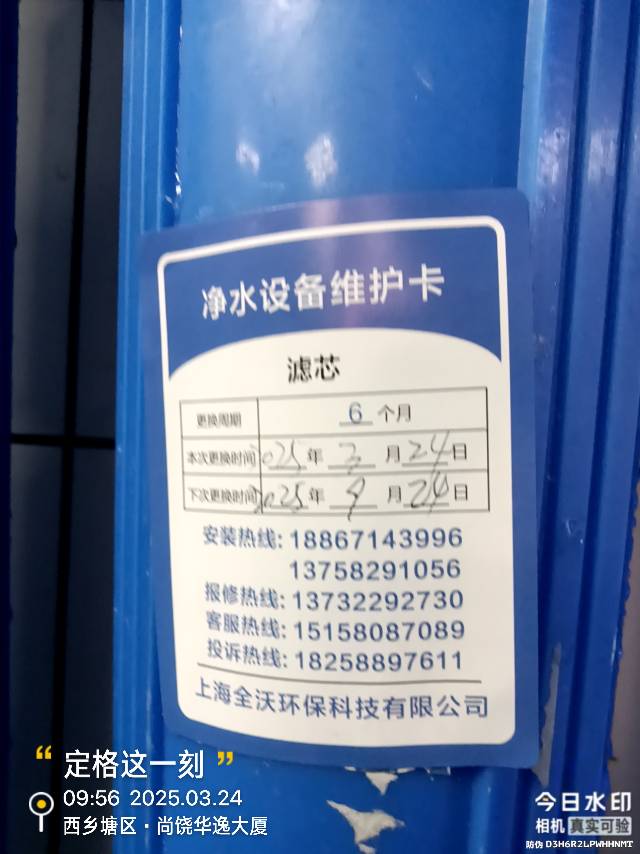 净水设备维护卡
滤芯
更换周期 6 个月
本次更换时间 2025 年 3 月 24 日
下次更换时间 2025 年 9 月 24 日
安装热线: 18867143996
13758291056
报修热线: 13732292730
客服热线: 15158087089
投诉热线: 18258897611
上海全沃环保科技有限公司
“ 定格这一刻 ”
09:56 2025.03.24
西乡塘区·尚饶华逸大厦
今日水印
相机 真实可验
防伪 D3H6R2LPWHHNMT